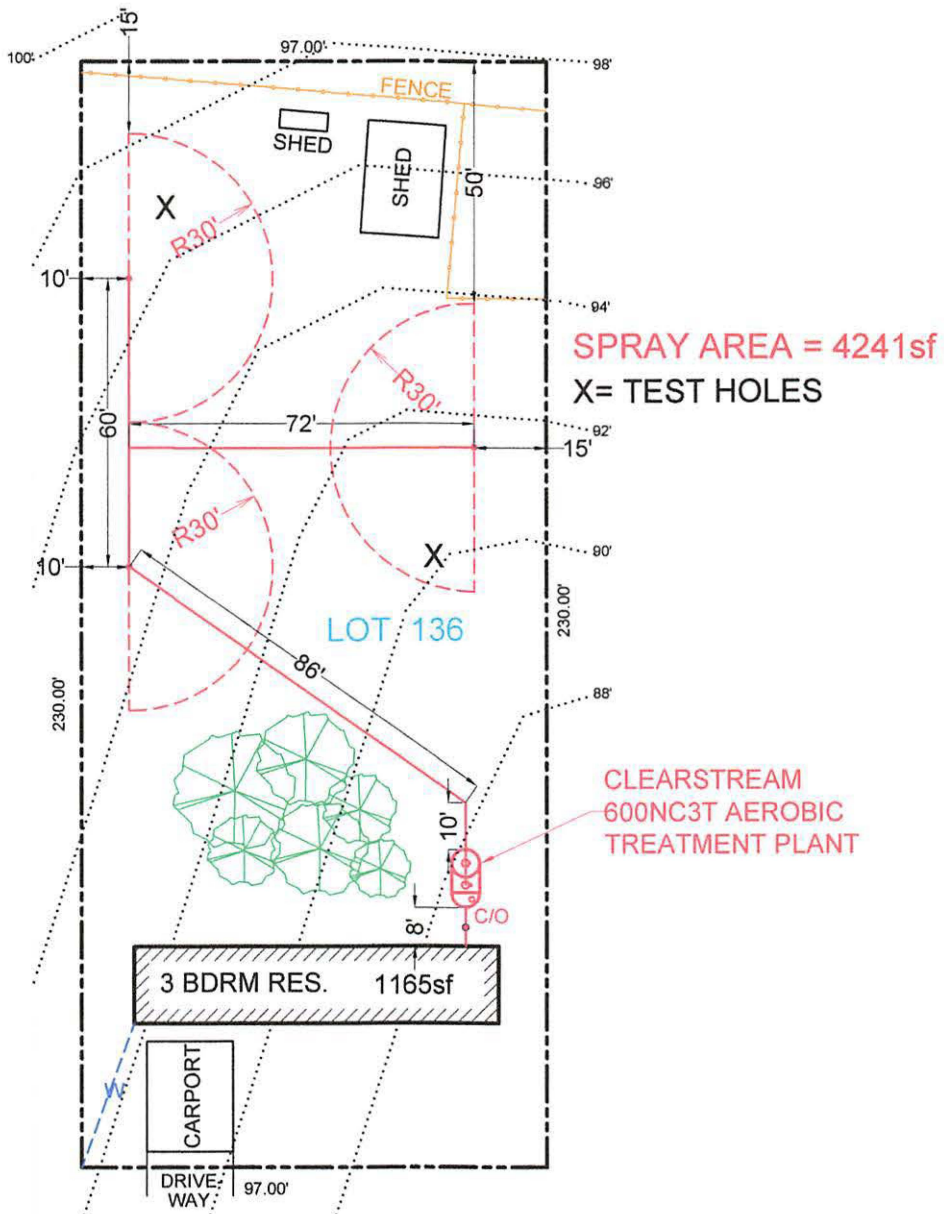 15'
100'
97.00'
98'
FENCE
SHED
SHED
50'
96'
X
R30'
10'
94'
SPRAY AREA = 4241sf
X= TEST HOLES
R30'
60'
72'
92'
15'
R30'
X
90'
10'
LOT 136
230.00'
86'
230.00'
88'
CLEARSTREAM
600NC3T AEROBIC
TREATMENT PLANT
10'
C/O
8'
3 BDRM RES. 1165sf
W
CARPORT
DRIVE-
WAY
97.00'